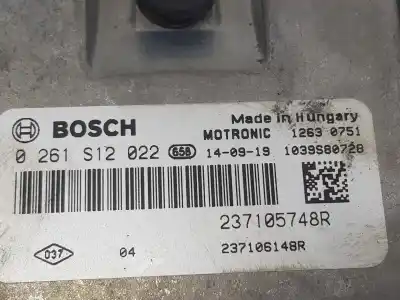 Made in Hungary
BOSCH
MOTRONIC 1263 0751
0 261 S12 022 658 14-09-19 1039S80728
237105748R
037 04 237106148R